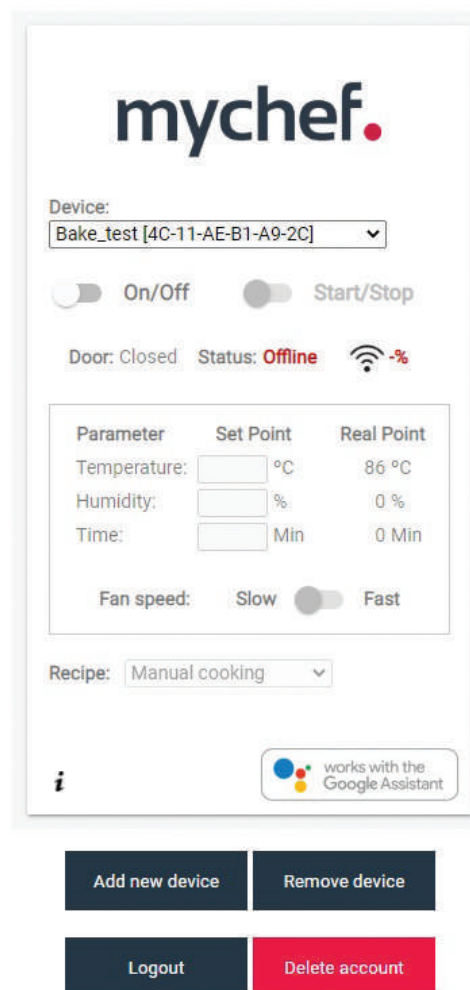 mychef.
Device:
Bake_test [4C-11-AE-B1-A9-2C]
On/Off Start/Stop
Door: Closed Status: Offline -%
Parameter Set Point Real Point
Temperature: ºC 86 ºC
Humidity: % 0 %
Time: Min 0 Min
Fan speed: Slow Fast
Recipe: Manual cooking
i works with the
Google Assistant
Add new device Remove device
Logout Delete account